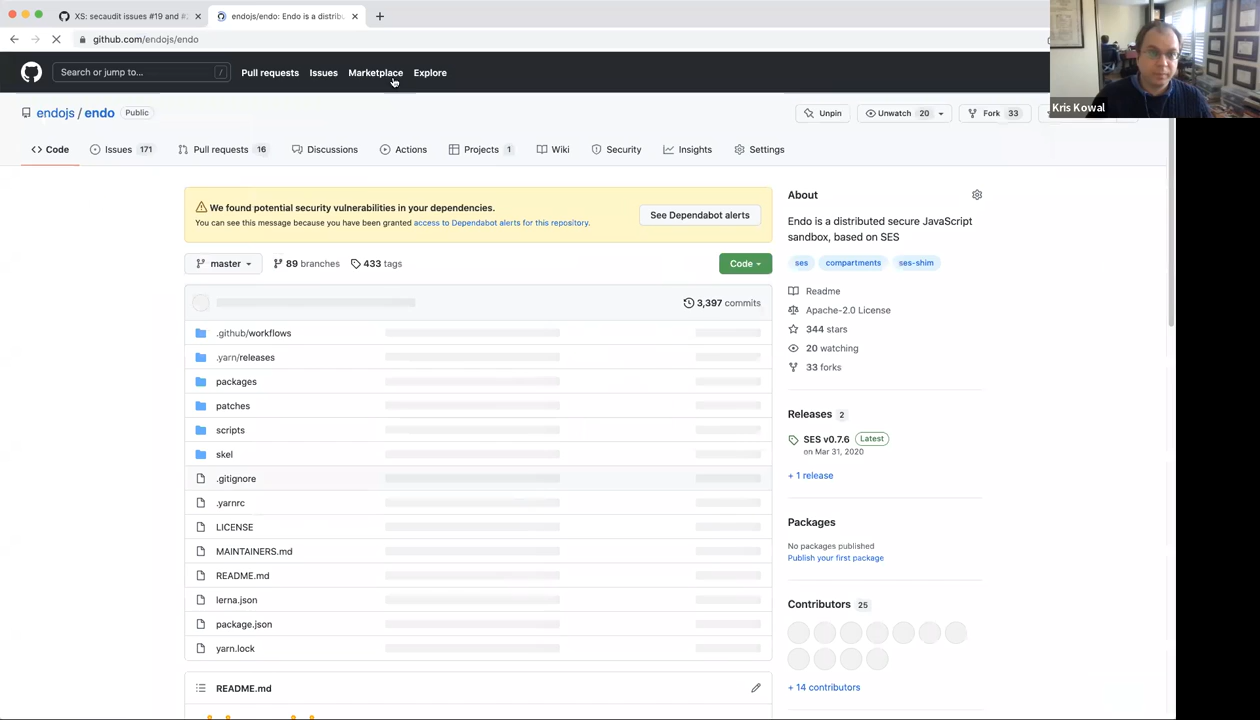 XS: secaudit issues #19 and #
endojs/endo: Endo is a distribu
github.com/endojs/endo
Search or jump to... /
Pull requests Issues Marketplace Explore
Kris Kowal
endojs / endo Public
Unpin
Unwatch 20
Fork 33
Code
Issues 171
Pull requests 16
Discussions
Actions
Projects 1
Wiki
Security
Insights
Settings
We found potential security vulnerabilities in your dependencies.
You can see this message because you have been granted access to Dependabot alerts for this repository.
See Dependabot alerts
master
89 branches
433 tags
Code
3,397 commits
.github/workflows
.yarn/releases
packages
patches
scripts
skel
.gitignore
.yarnrc
LICENSE
MAINTAINERS.md
README.md
lerna.json
package.json
yarn.lock
README.md
About
Endo is a distributed secure JavaScript
sandbox, based on SES
ses compartments ses-shim
Readme
Apache-2.0 License
344 stars
20 watching
33 forks
Releases 2
SES v0.7.6 Latest
on Mar 31, 2020
+ 1 release
Packages
No packages published
Publish your first package
Contributors 25
+ 14 contributors